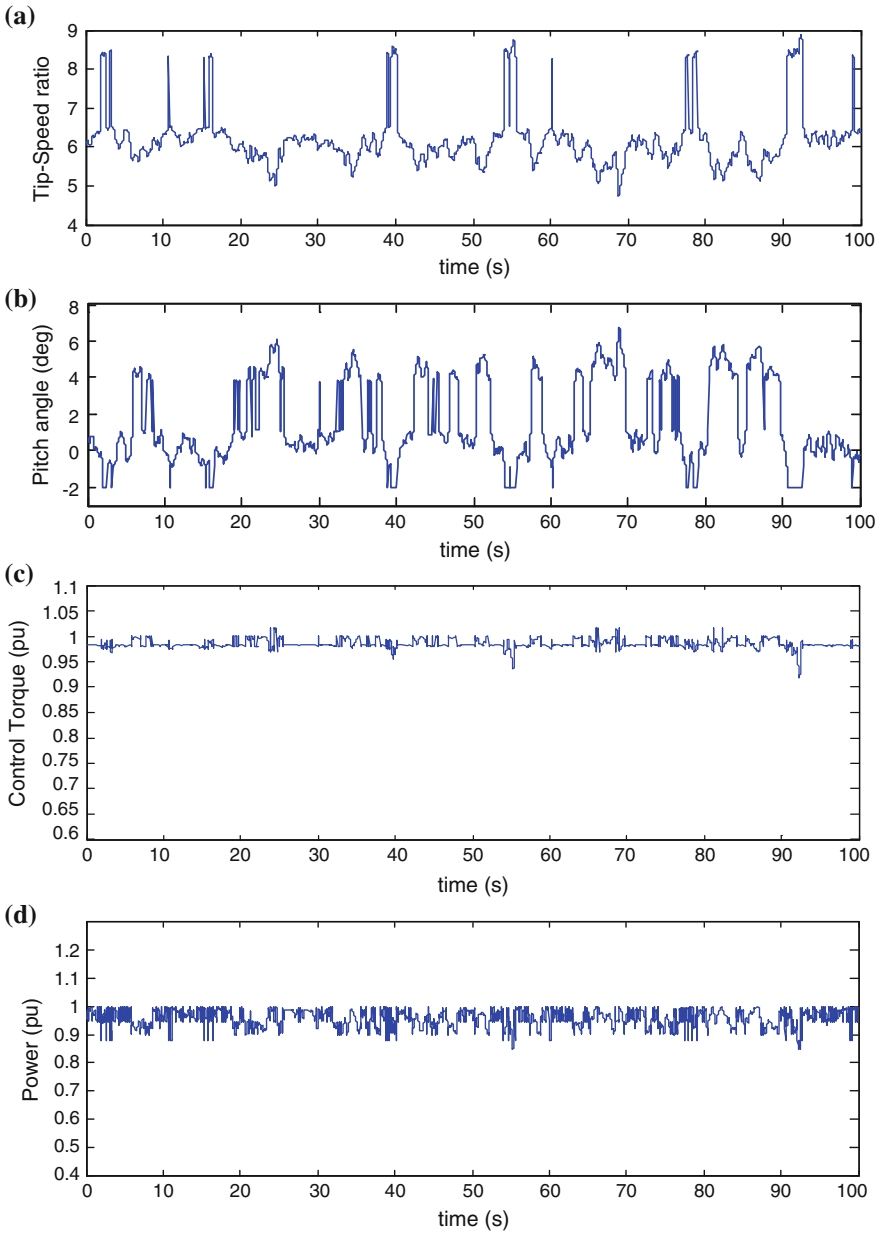 (a)
9
8
7
6
5
4
Tip-Speed ratio
0 10 20 30 40 50 60 70 80 90 100
time (s)
(b)
8
6
4
2
0
-2
Pitch angle (deg)
0 10 20 30 40 50 60 70 80 90 100
time (s)
(c)
1.1
1.05
1
0.95
0.9
0.85
0.8
0.75
0.7
0.65
0.6
Control Torque (pu)
0 10 20 30 40 50 60 70 80 90 100
time (s)
(d)
1.2
1.1
1
0.9
0.8
0.7
0.6
0.5
0.4
Power (pu)
0 10 20 30 40 50 60 70 80 90 100
time (s)